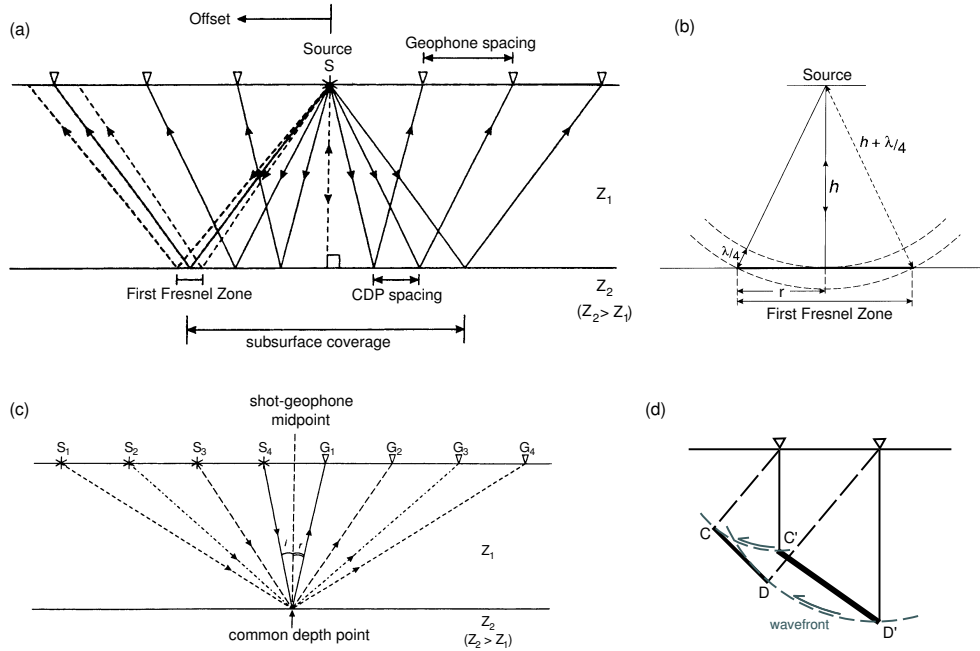 (a)
Offset
Source
S
Geophone spacing
Z1
First Fresnel Zone
CDP spacing
Z2
(Z2> Z1)
subsurface coverage
(b)
Source
h + λ/4
h
λ/4
r
First Fresnel Zone
(c)
shot-geophone
midpoint
S1 S2 S3 S4 G1 G2 G3 G4
i r
Z1
Z2
(Z2 > Z1)
common depth point
(d)
C C'
D
wavefront
D'